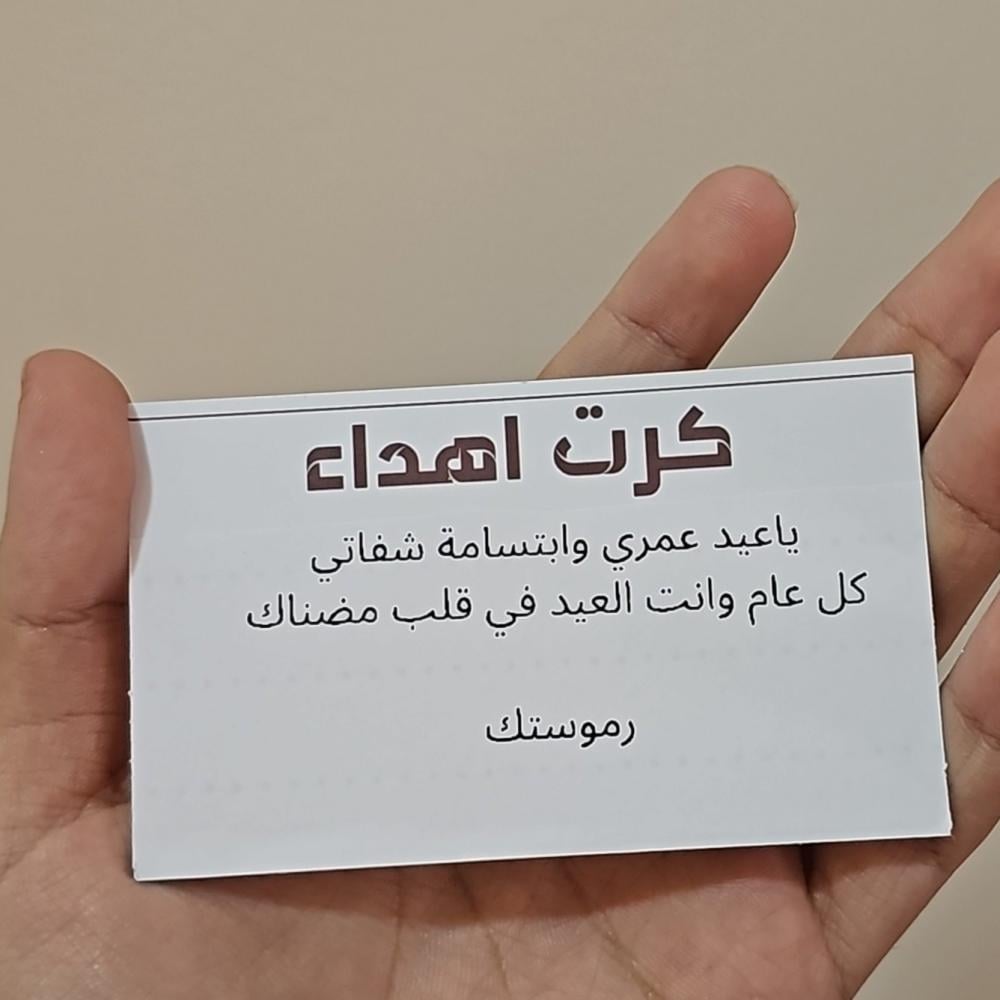 كرت اهداء
ياعيد عمري وابتسامة شفاتي
كل عام وانت العيد في قلب مضناك
رموستك